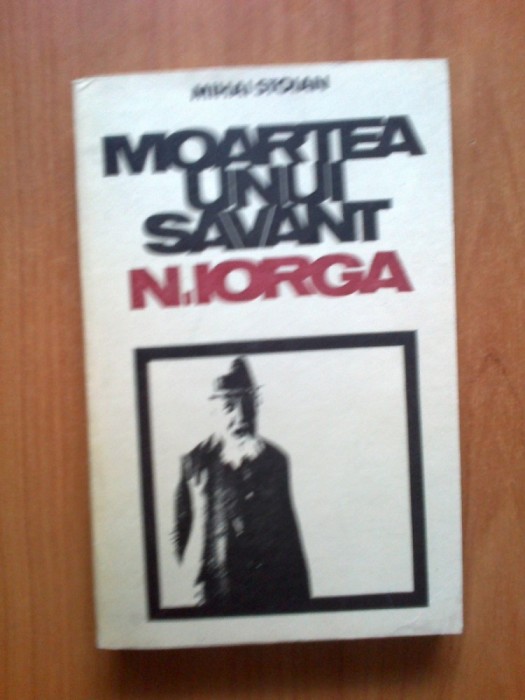 MIHAI STOIAN
MOARTEA
UNUI
SAVANT
N.IORGA